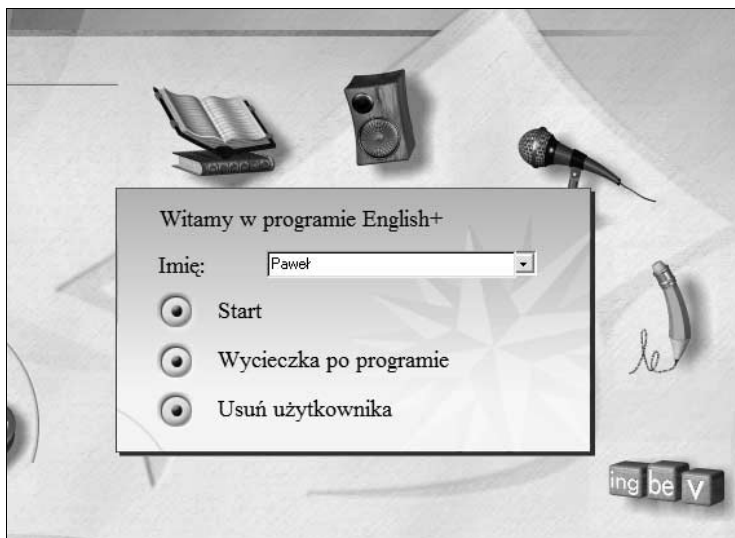 Witamy w programie English+
Imię: Paweł
Start
Wycieczka po programie
Usuń użytkownika
ing be V